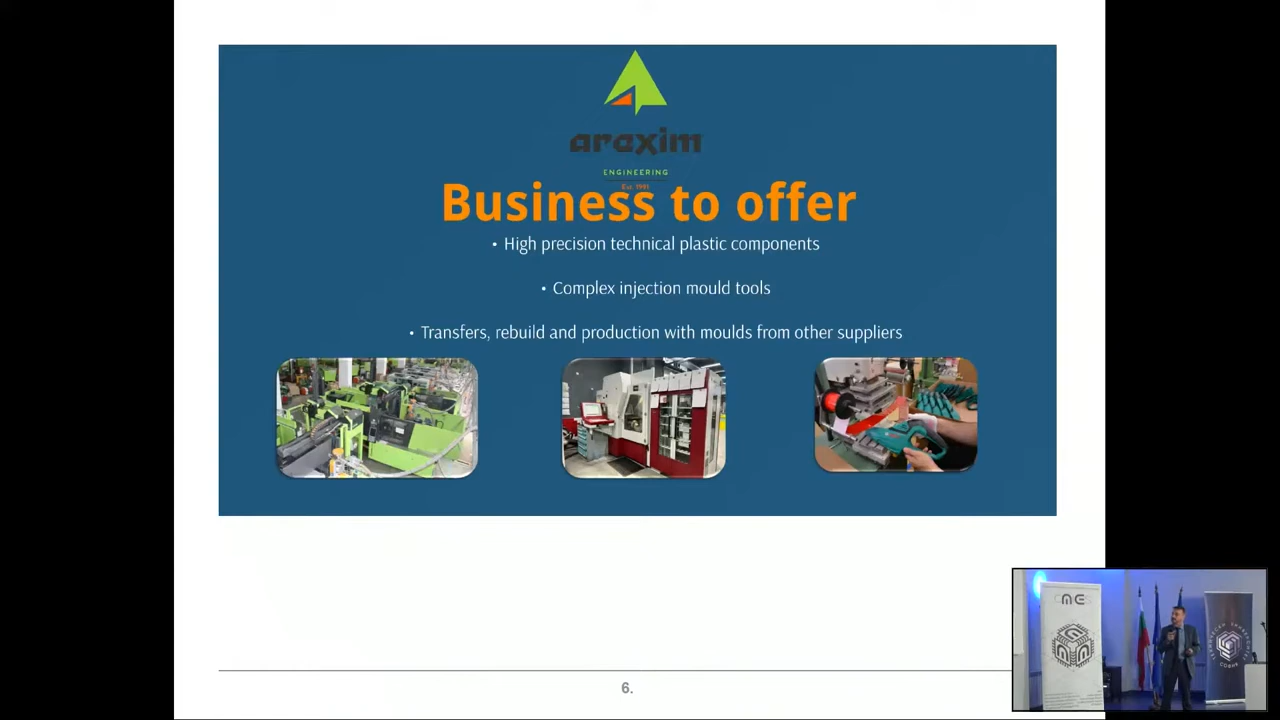 arexim
ENGINEERING
Est. 1991
Business to offer
• High precision technical plastic components
• Complex injection mould tools
• Transfers, rebuild and production with moulds from other suppliers
6.